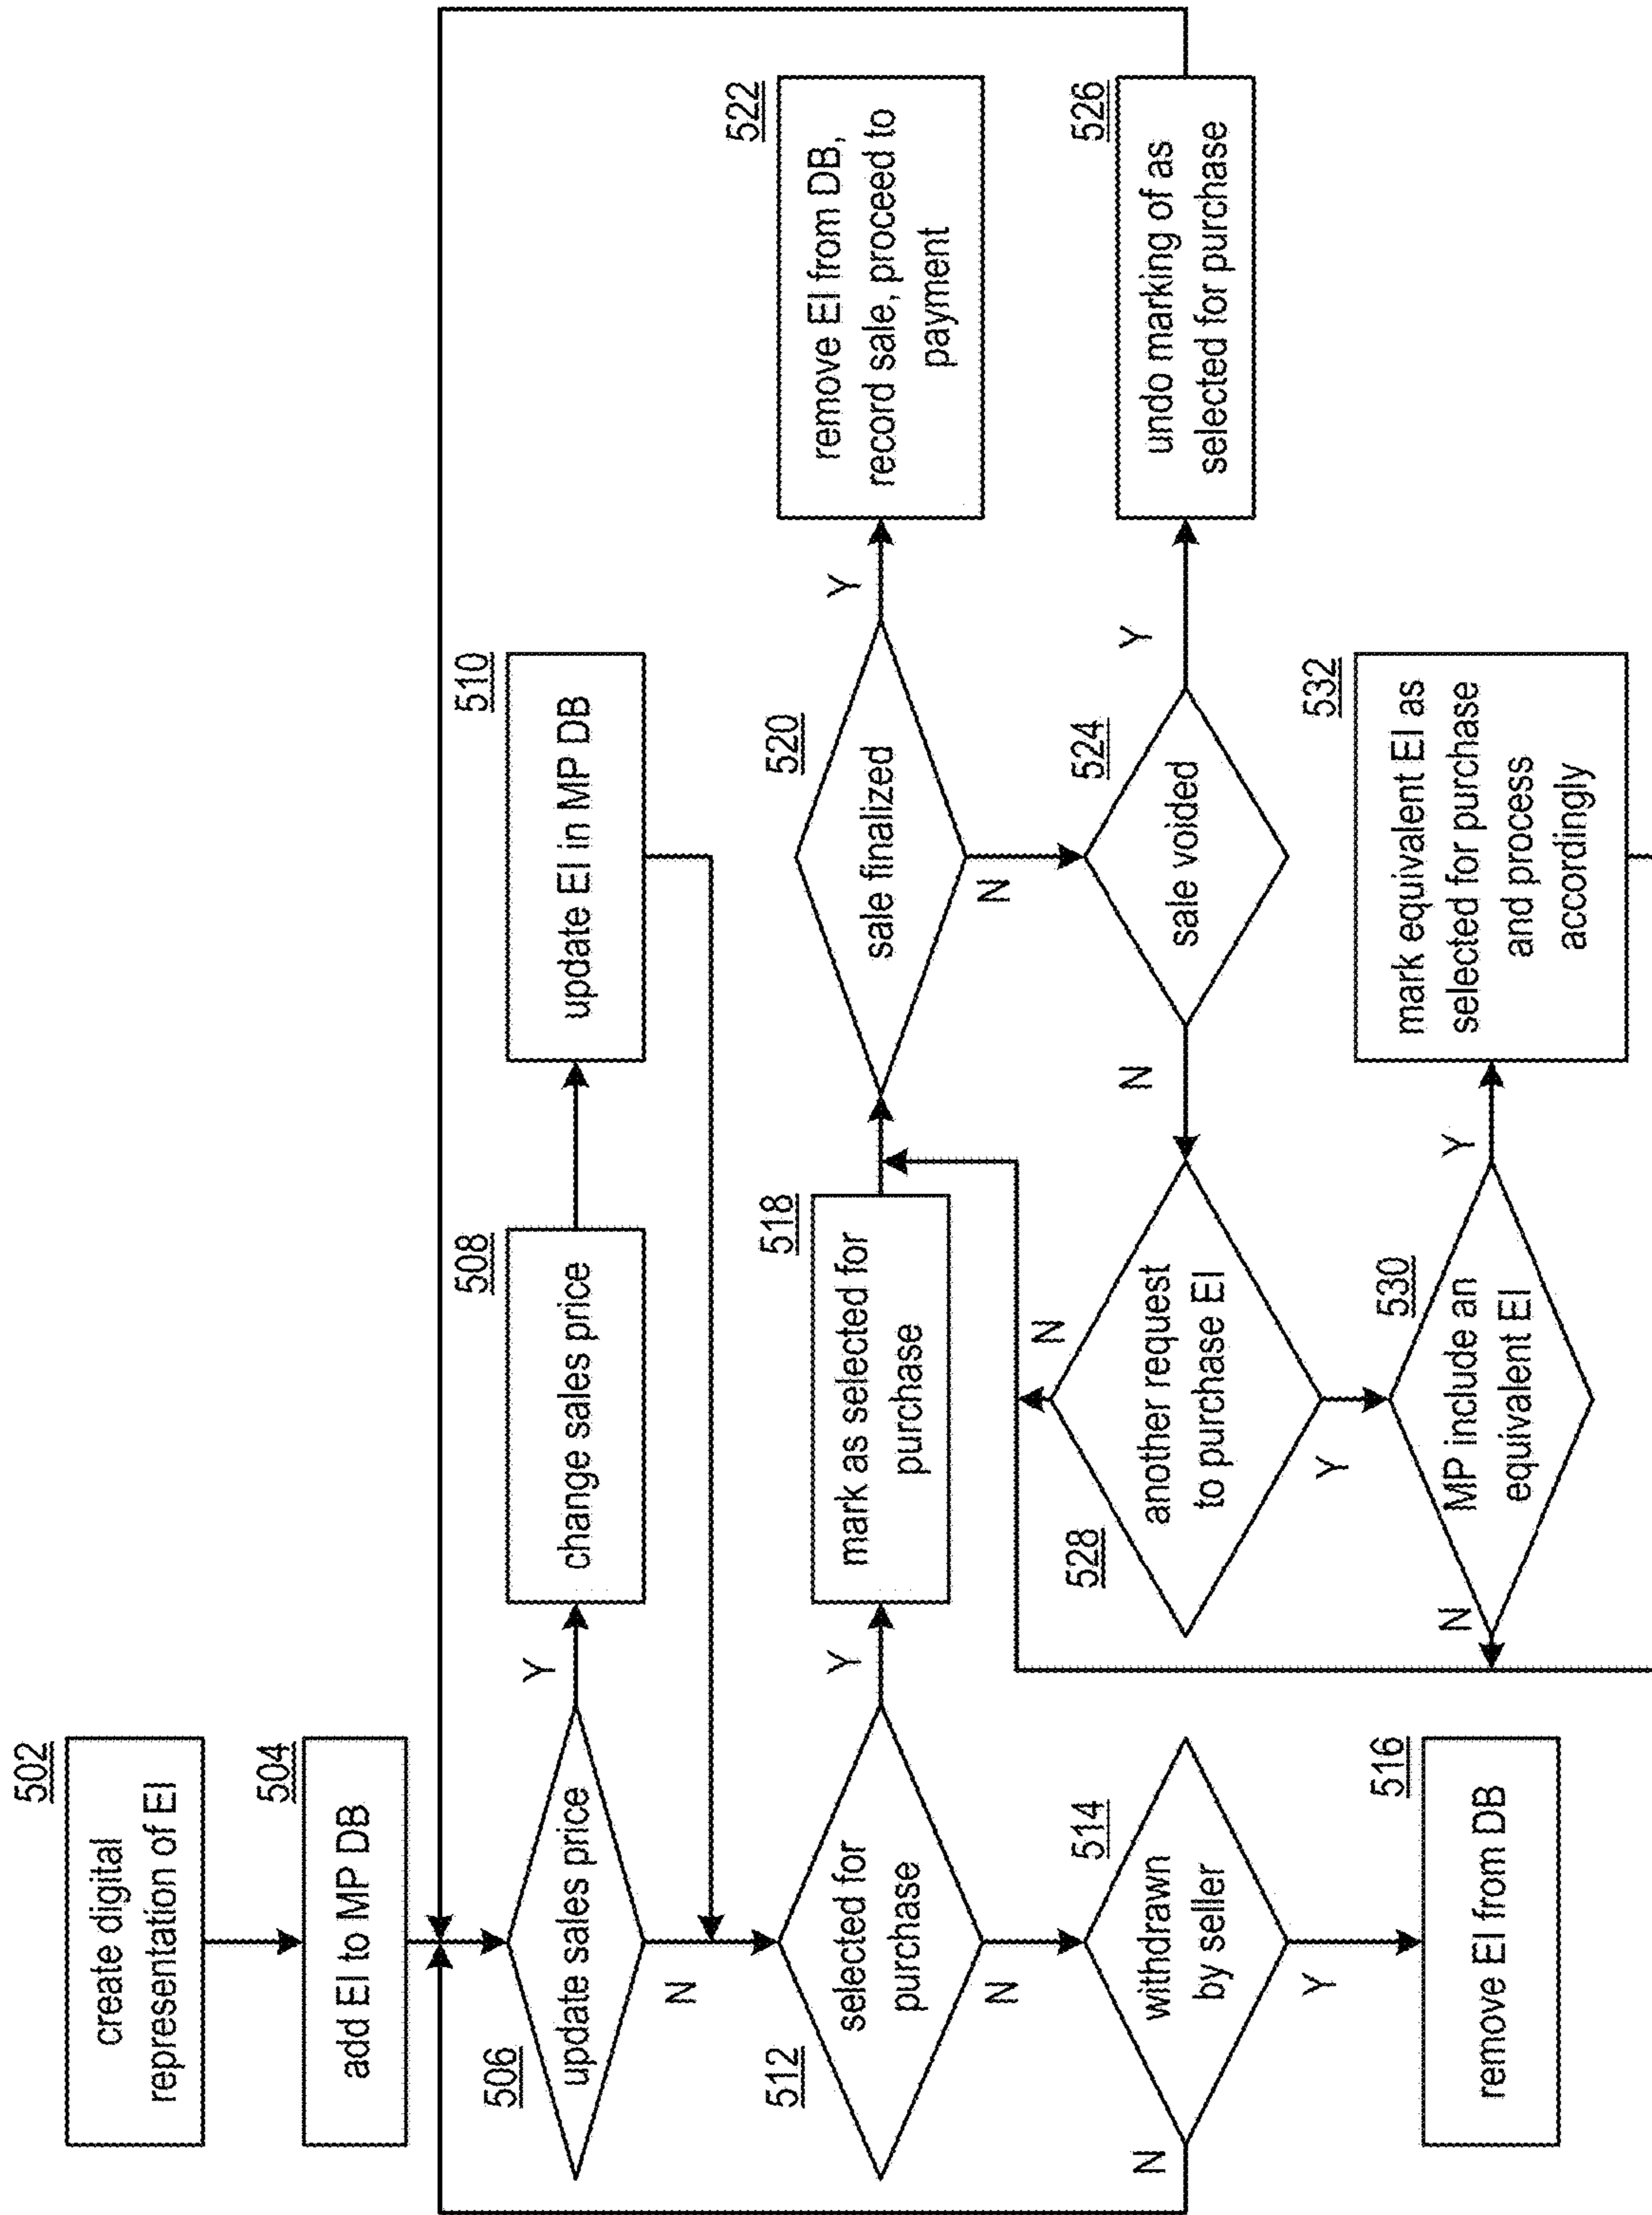 502
create digital
representation of EI
504
add EI to MP DB
506
update sales price
Y
N
508
change sales price
510
update EI in MP DB
512
selected for
purchase
Y
N
514
withdrawn
by seller
N
Y
516
remove EI from DB
518
mark as selected for
purchase
520
sale finalized
Y
N
522
remove EI from DB,
record sale, proceed to
payment
524
sale voided
Y
N
526
undo marking of as
selected for purchase
528
another request
to purchase EI
N
Y
530
MP include an
equivalent EI
N
Y
532
mark equivalent EI as
selected for purchase
and process
accordingly